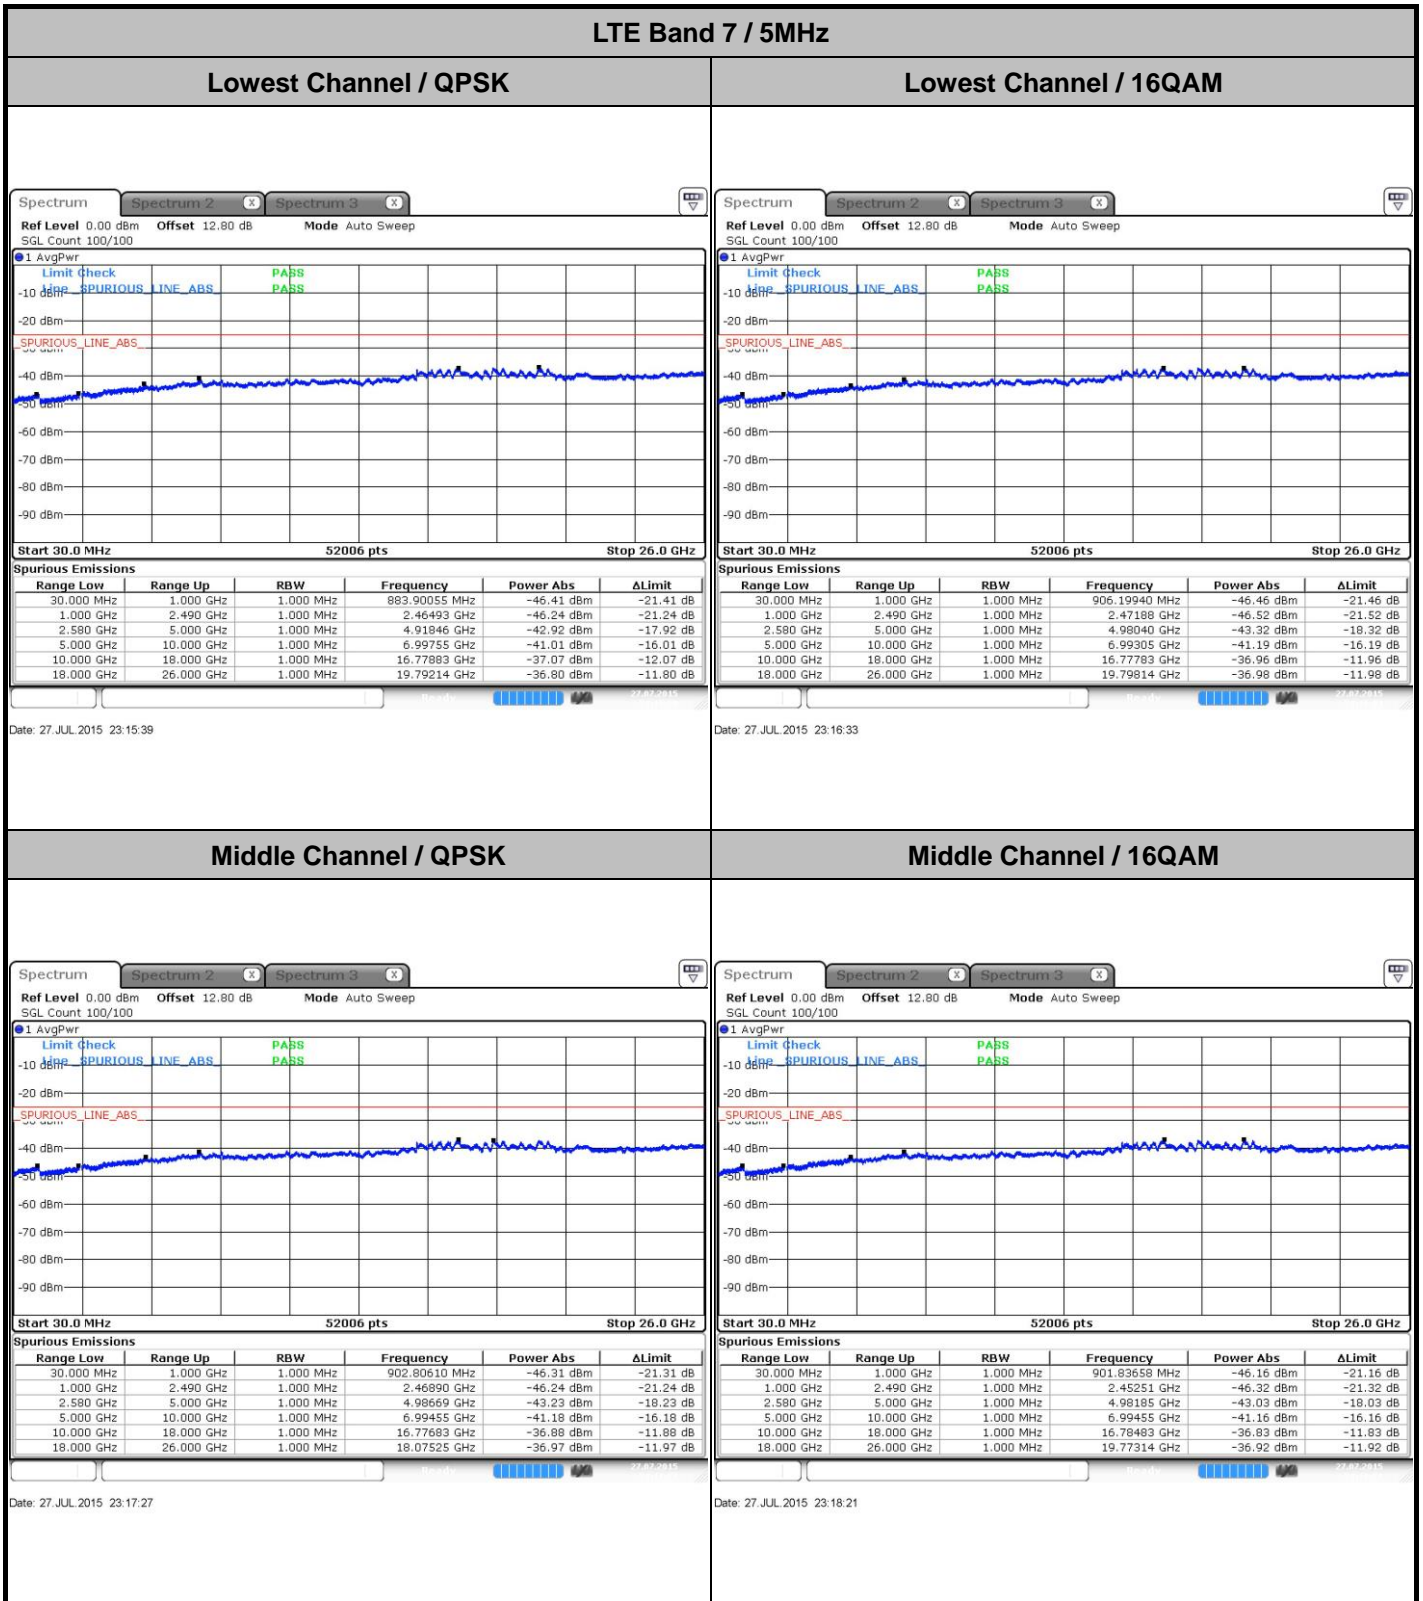 LTE Band 7 / 5MHz
Lowest Channel / QPSK
Lowest Channel / 16QAM
Spectrum Spectrum 2 X Spectrum 3 X
Ref Level 0.00 dBm Offset 12.80 dB Mode Auto Sweep
SGL Count 100/100
1 AvgPwr
Limit Check PASS
Line _SPURIOUS_LINE_ABS_ PASS
-10 dBm
-20 dBm
_SPURIOUS_LINE_ABS_
-30 dBm
-40 dBm
-50 dBm
-60 dBm
-70 dBm
-80 dBm
-90 dBm
Start 30.0 MHz 52006 pts Stop 26.0 GHz
Spurious Emissions
Range Low Range Up RBW Frequency Power Abs ΔLimit
30.000 MHz 1.000 GHz 1.000 MHz 883.90055 MHz -46.41 dBm -21.41 dB
1.000 GHz 2.490 GHz 1.000 MHz 2.46493 GHz -46.24 dBm -21.24 dB
2.580 GHz 5.000 GHz 1.000 MHz 4.91846 GHz -42.92 dBm -17.92 dB
5.000 GHz 10.000 GHz 1.000 MHz 6.99755 GHz -41.01 dBm -16.01 dB
10.000 GHz 18.000 GHz 1.000 MHz 16.77883 GHz -37.07 dBm -12.07 dB
18.000 GHz 26.000 GHz 1.000 MHz 19.79214 GHz -36.80 dBm -11.80 dB
27.07.2015
Date: 27.JUL.2015 23:15:39
Spectrum Spectrum 2 X Spectrum 3 X
Ref Level 0.00 dBm Offset 12.80 dB Mode Auto Sweep
SGL Count 100/100
1 AvgPwr
Limit Check PASS
Line _SPURIOUS_LINE_ABS_ PASS
-10 dBm
-20 dBm
_SPURIOUS_LINE_ABS_
-30 dBm
-40 dBm
-50 dBm
-60 dBm
-70 dBm
-80 dBm
-90 dBm
Start 30.0 MHz 52006 pts Stop 26.0 GHz
Spurious Emissions
Range Low Range Up RBW Frequency Power Abs ΔLimit
30.000 MHz 1.000 GHz 1.000 MHz 906.19940 MHz -46.46 dBm -21.46 dB
1.000 GHz 2.490 GHz 1.000 MHz 2.47188 GHz -46.52 dBm -21.52 dB
2.580 GHz 5.000 GHz 1.000 MHz 4.98040 GHz -43.32 dBm -18.32 dB
5.000 GHz 10.000 GHz 1.000 MHz 6.99305 GHz -41.19 dBm -16.19 dB
10.000 GHz 18.000 GHz 1.000 MHz 16.77783 GHz -36.96 dBm -11.96 dB
18.000 GHz 26.000 GHz 1.000 MHz 19.79814 GHz -36.98 dBm -11.98 dB
27.07.2015
Date: 27.JUL.2015 23:16:33
Middle Channel / QPSK
Middle Channel / 16QAM
Spectrum Spectrum 2 X Spectrum 3 X
Ref Level 0.00 dBm Offset 12.80 dB Mode Auto Sweep
SGL Count 100/100
1 AvgPwr
Limit Check PASS
Line _SPURIOUS_LINE_ABS_ PASS
-10 dBm
-20 dBm
_SPURIOUS_LINE_ABS_
-30 dBm
-40 dBm
-50 dBm
-60 dBm
-70 dBm
-80 dBm
-90 dBm
Start 30.0 MHz 52006 pts Stop 26.0 GHz
Spurious Emissions
Range Low Range Up RBW Frequency Power Abs ΔLimit
30.000 MHz 1.000 GHz 1.000 MHz 902.80610 MHz -46.31 dBm -21.31 dB
1.000 GHz 2.490 GHz 1.000 MHz 2.46890 GHz -46.24 dBm -21.24 dB
2.580 GHz 5.000 GHz 1.000 MHz 4.98669 GHz -43.23 dBm -18.23 dB
5.000 GHz 10.000 GHz 1.000 MHz 6.99455 GHz -41.18 dBm -16.18 dB
10.000 GHz 18.000 GHz 1.000 MHz 16.77683 GHz -36.88 dBm -11.88 dB
18.000 GHz 26.000 GHz 1.000 MHz 18.07525 GHz -36.97 dBm -11.97 dB
27.07.2015
Date: 27.JUL.2015 23:17:27
Spectrum Spectrum 2 X Spectrum 3 X
Ref Level 0.00 dBm Offset 12.80 dB Mode Auto Sweep
SGL Count 100/100
1 AvgPwr
Limit Check PASS
Line _SPURIOUS_LINE_ABS_ PASS
-10 dBm
-20 dBm
_SPURIOUS_LINE_ABS_
-30 dBm
-40 dBm
-50 dBm
-60 dBm
-70 dBm
-80 dBm
-90 dBm
Start 30.0 MHz 52006 pts Stop 26.0 GHz
Spurious Emissions
Range Low Range Up RBW Frequency Power Abs ΔLimit
30.000 MHz 1.000 GHz 1.000 MHz 901.83658 MHz -46.16 dBm -21.16 dB
1.000 GHz 2.490 GHz 1.000 MHz 2.45251 GHz -46.32 dBm -21.32 dB
2.580 GHz 5.000 GHz 1.000 MHz 4.98185 GHz -43.03 dBm -18.03 dB
5.000 GHz 10.000 GHz 1.000 MHz 6.99455 GHz -41.16 dBm -16.16 dB
10.000 GHz 18.000 GHz 1.000 MHz 16.78483 GHz -36.83 dBm -11.83 dB
18.000 GHz 26.000 GHz 1.000 MHz 19.77314 GHz -36.92 dBm -11.92 dB
27.07.2015
Date: 27.JUL.2015 23:18:21